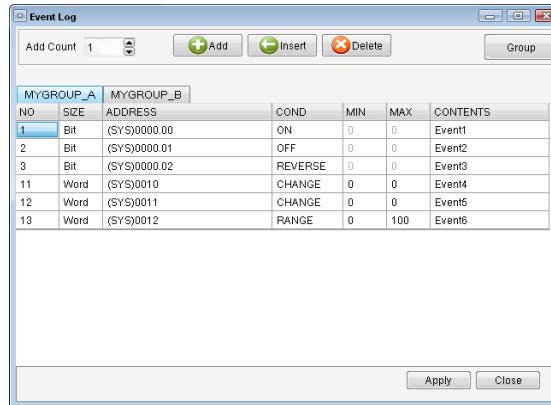 Event Log
Add Count 1 Add Insert Delete Group
MYGROUP_A MYGROUP_B
NO SIZE ADDRESS COND MIN MAX CONTENTS
1 Bit (SYS)0000.00 ON 0 0 Event1
2 Bit (SYS)0000.01 OFF 0 0 Event2
3 Bit (SYS)0000.02 REVERSE 0 0 Event3
11 Word (SYS)0010 CHANGE 0 0 Event4
12 Word (SYS)0011 CHANGE 0 0 Event5
13 Word (SYS)0012 RANGE 0 100 Event6
Apply Close